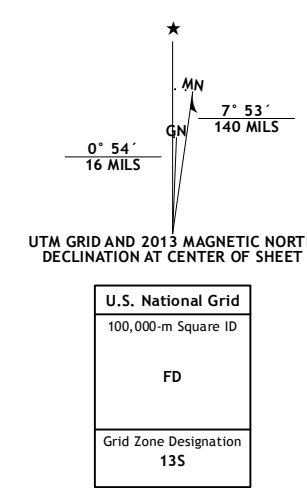 ★
MN
7° 53´
140 MILS
GN
0° 54´
16 MILS
UTM GRID AND 2013 MAGNETIC NORT
DECLINATION AT CENTER OF SHEET
U.S. National Grid
100,000-m Square ID
FD
Grid Zone Designation
13S